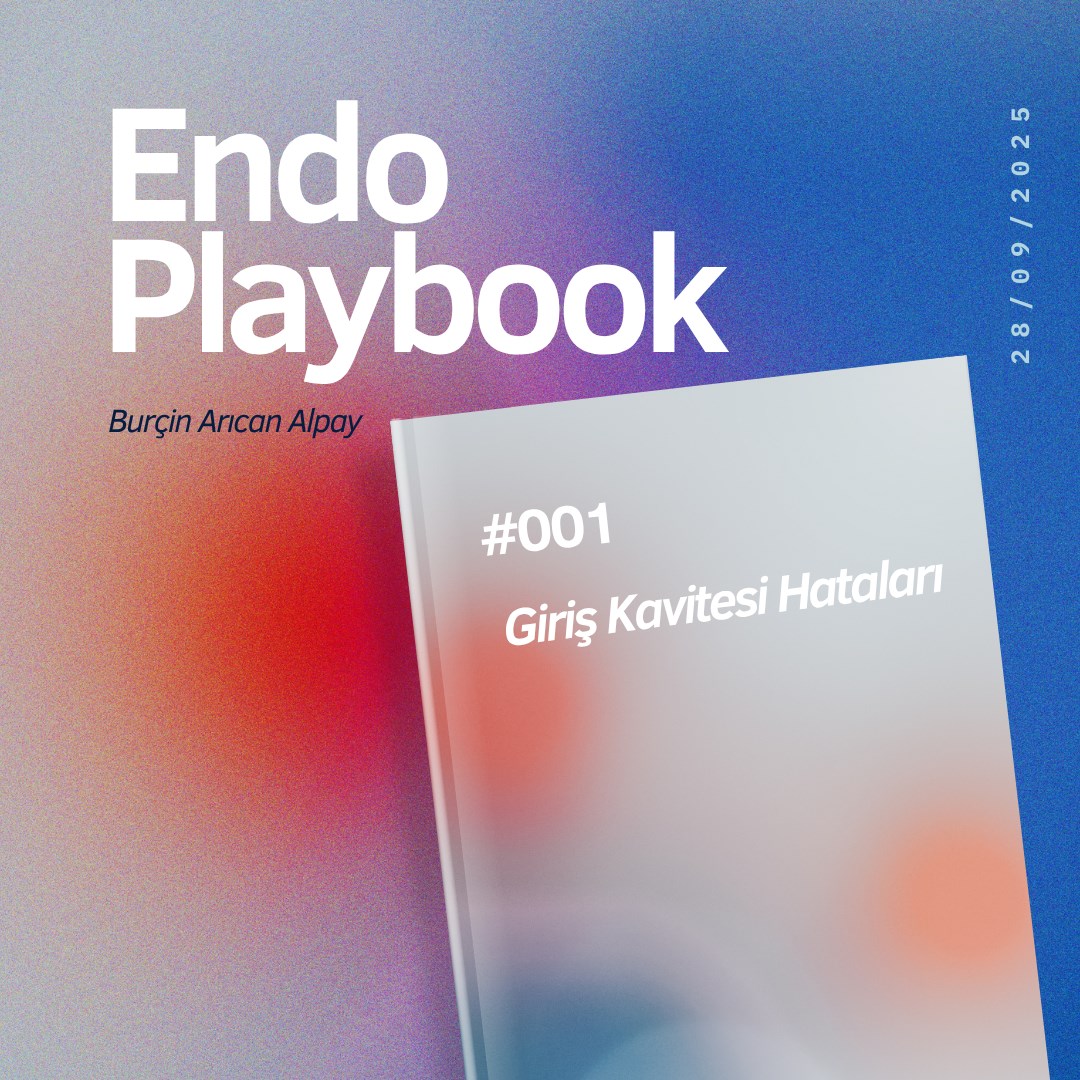 Endo
Playbook
Burçin Arıcan Alpay
28/09/2025
#001
Giriş Kavitesi Hataları